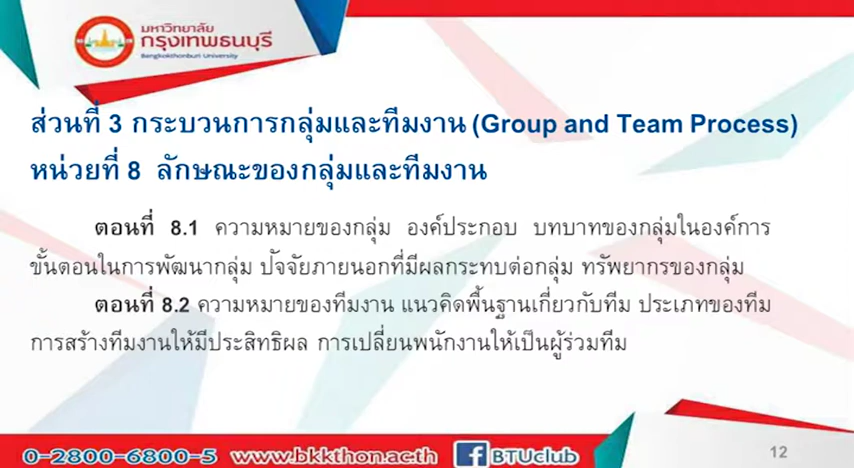 มหาวิทยาลัย
กรุงเทพธนบุรี
Bangkokthonburi University
ส่วนที่ 3 กระบวนการกลุ่มและทีมงาน (Group and Team Process)
หน่วยที่ 8 ลักษณะของกลุ่มและทีมงาน
ตอนที่ 8.1 ความหมายของกลุ่ม องค์ประกอบ บทบาทของกลุ่มในองค์การ
ขั้นตอนในการพัฒนากลุ่ม ปัจจัยภายนอกที่มีผลกระทบต่อกลุ่ม ทรัพยากรของกลุ่ม
ตอนที่ 8.2 ความหมายของทีมงาน แนวคิดพื้นฐานเกี่ยวกับทีม ประเภทของทีม
การสร้างทีมงานให้มีประสิทธิผล การเปลี่ยนพนักงานให้เป็นผู้ร่วมทีม
0-2800-6800-5 www.bkkthon.ac.th f BTUclub
12